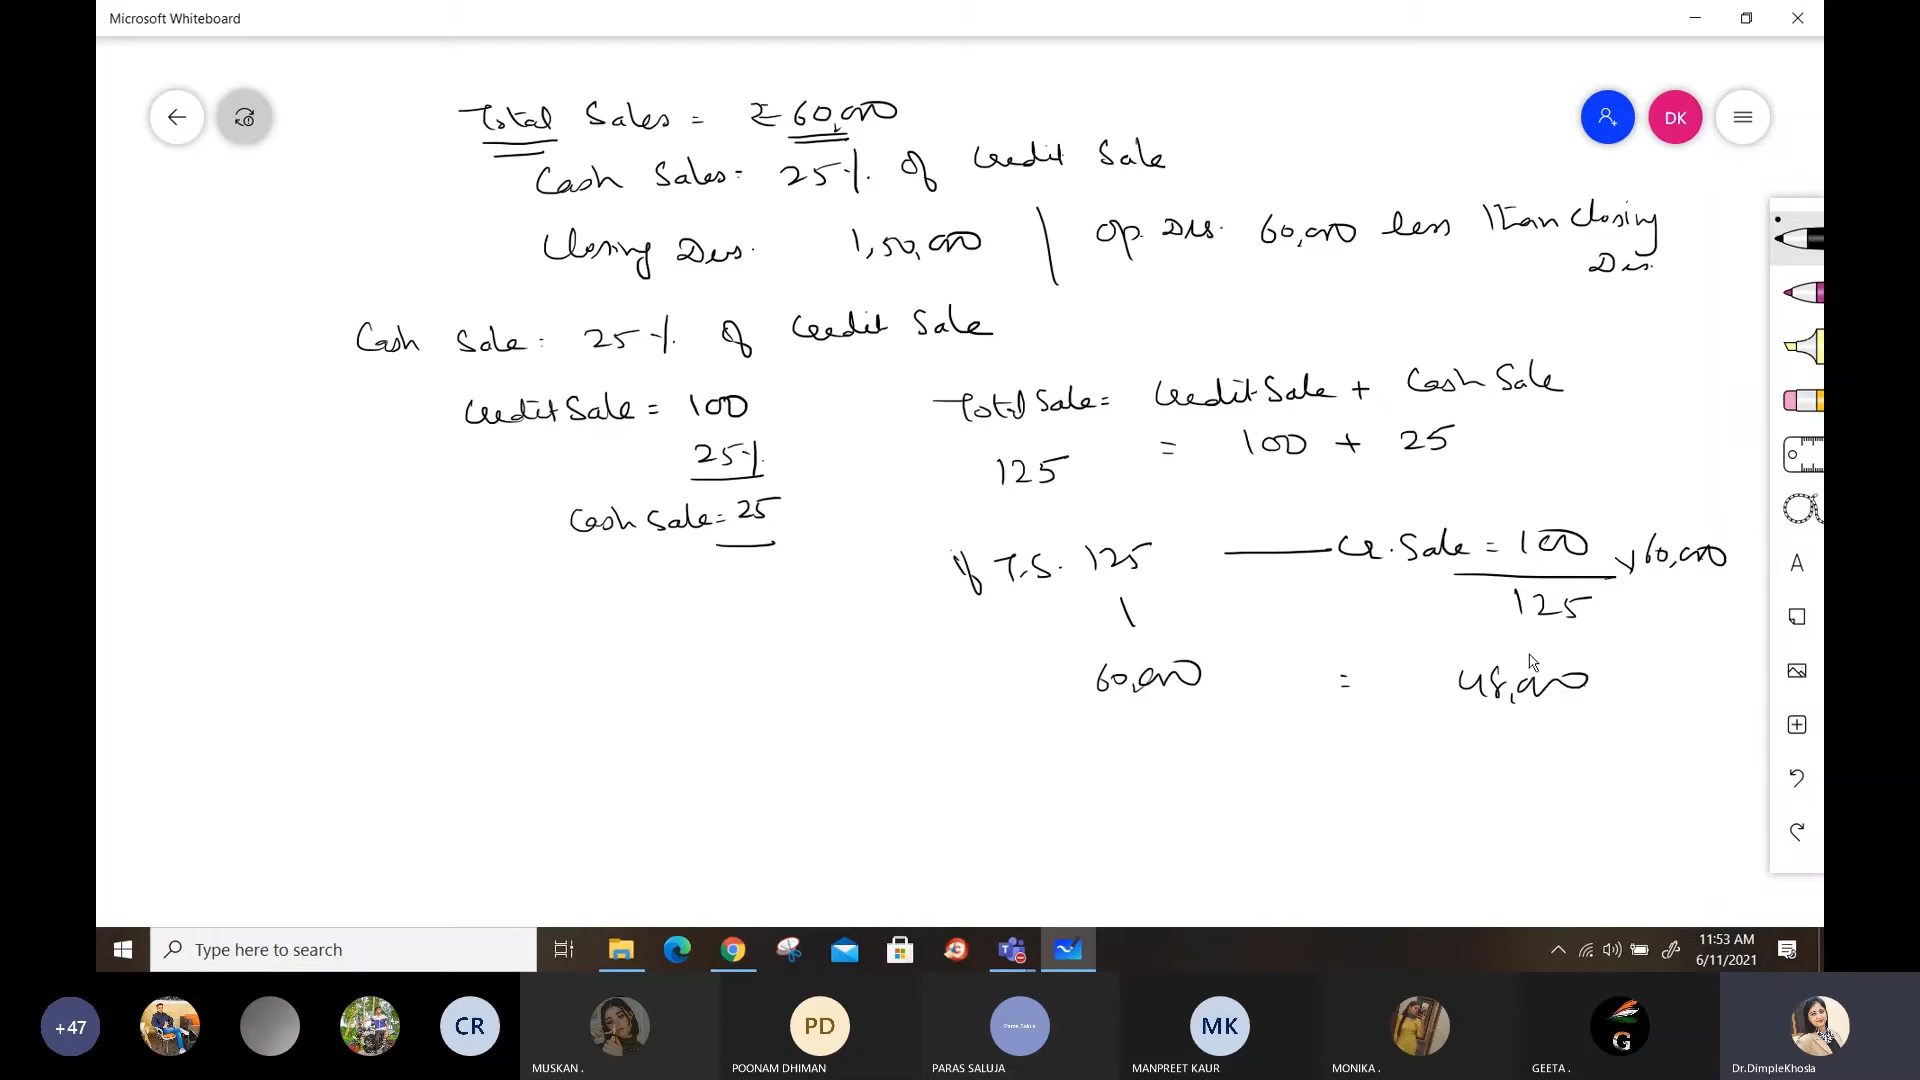 Microsoft Whiteboard
Total Sales = ₹ 60,000
Cash Sales = 25% of Credit Sale
DK
Closing Drs. 1,50,000 | Op. Drs. 60,000 less than closing
Drs.
Cash Sale = 25% of Credit Sale
Credit Sale = 100
25%
Cash Sale = 25
Total Sale = Credit Sale + Cash Sale
= 100 + 25
125
If T.S. 125 — Cr. Sale = 100 × 60,000
125
1
60,000 = 48,000
A
Type here to search
11:53 AM
6/11/2021
+47
CR
PD
Paras Saluja
MK
G
MUSKAN .
POONAM DHIMAN
PARAS SALUJA
MANPREET KAUR
MONIKA .
GEETA .
Dr.DimpleKhosla